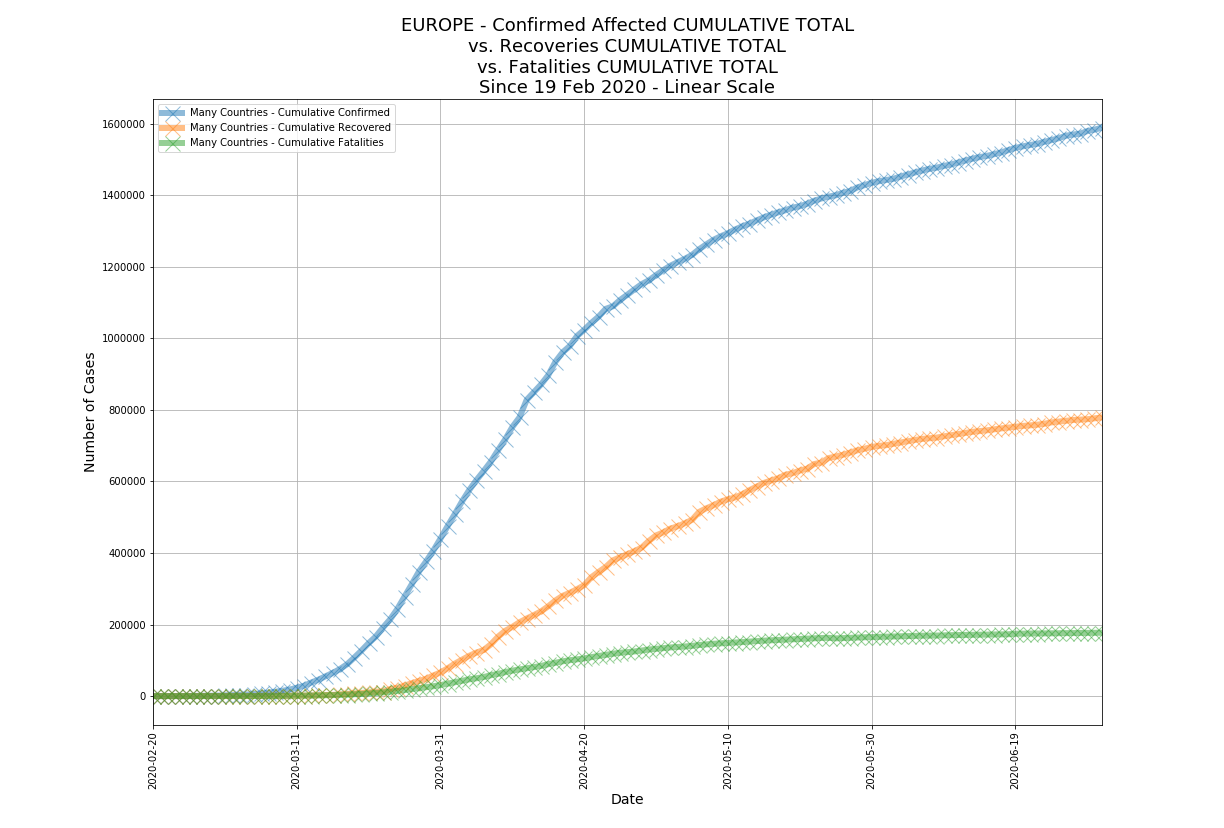 EUROPE - Confirmed Affected CUMULATIVE TOTAL
vs. Recoveries CUMULATIVE TOTAL
vs. Fatalities CUMULATIVE TOTAL
Since 19 Feb 2020 - Linear Scale
Many Countries - Cumulative Confirmed
Many Countries - Cumulative Recovered
Many Countries - Cumulative Fatalities
Number of Cases
1600000
1400000
1200000
1000000
800000
600000
400000
200000
0
2020-02-20
2020-03-11
2020-03-31
2020-04-20
2020-05-10
2020-05-30
2020-06-19
Date